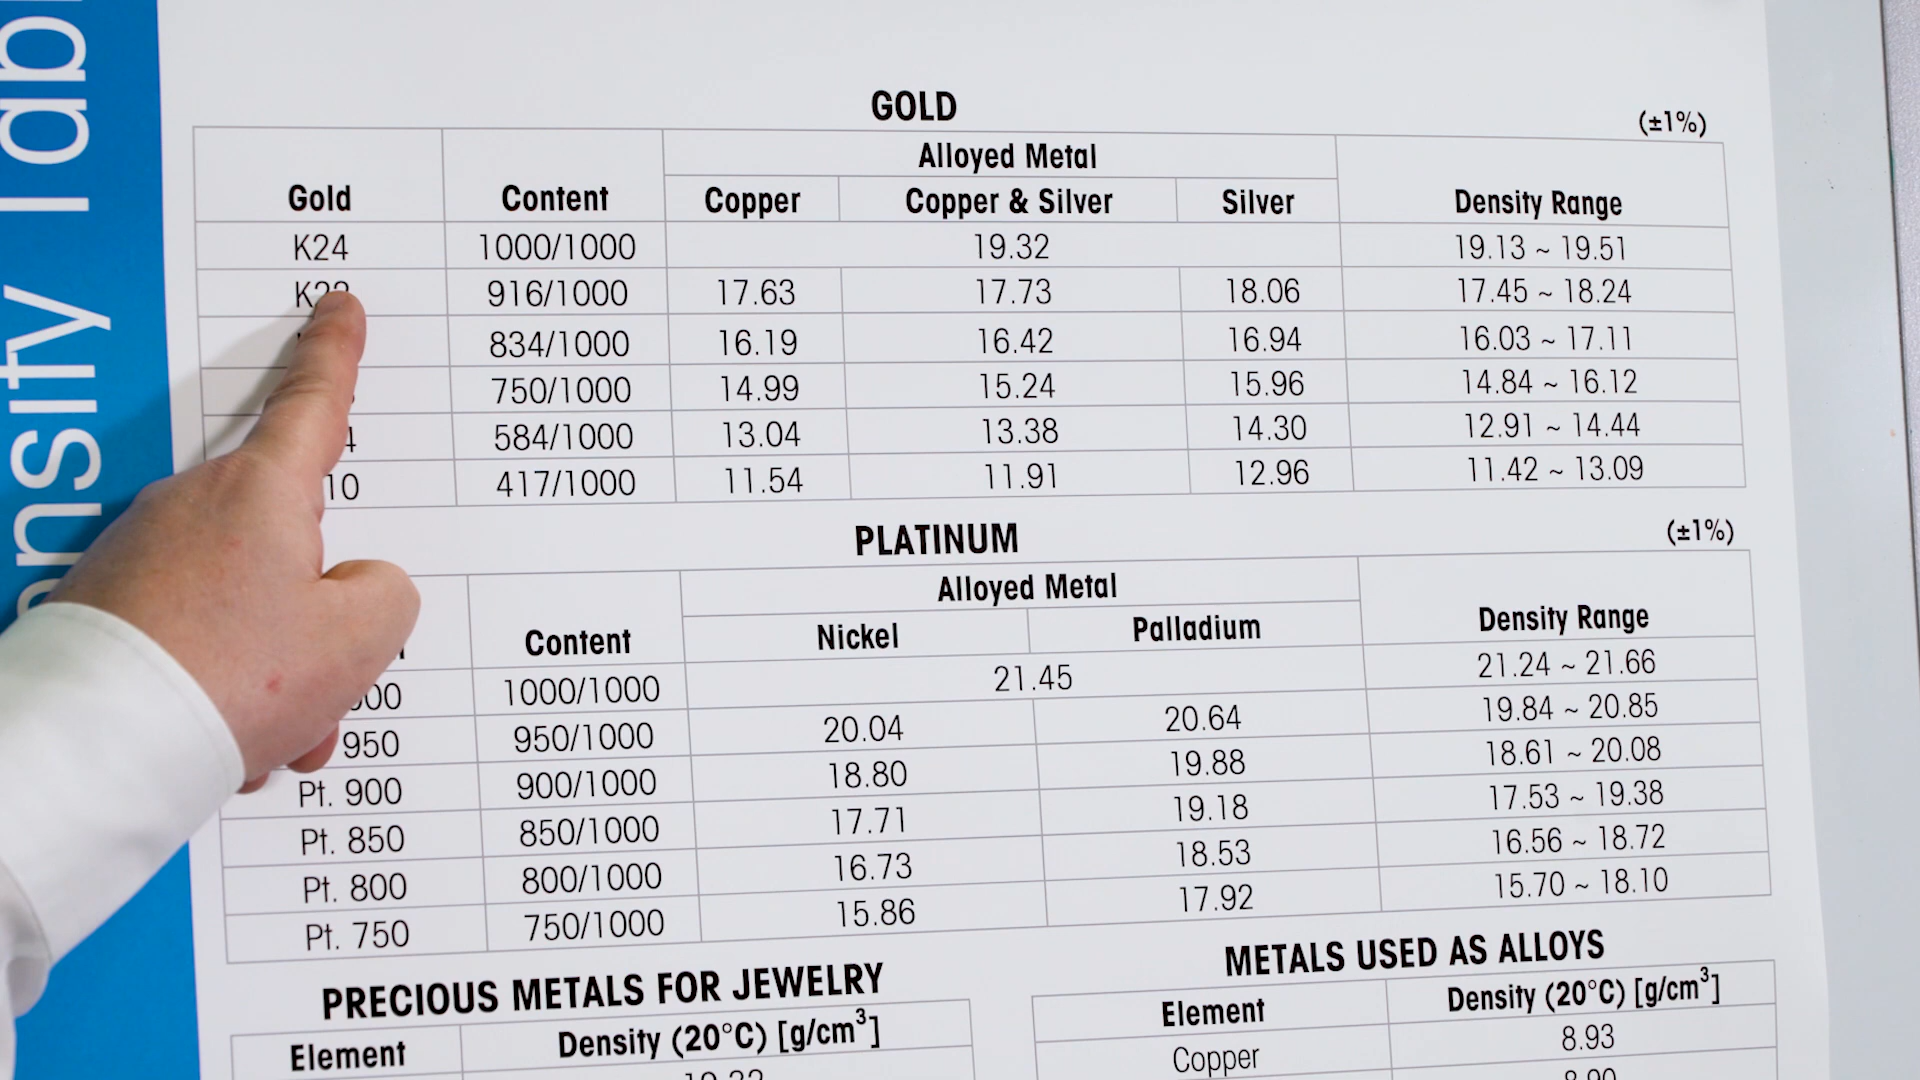 GOLD
(±1%)
Gold Content Alloyed Metal Density Range
Copper Copper & Silver Silver
K24 1000/1000 19.32 19.13 ~ 19.51
916/1000 17.63 17.73 18.06 17.45 ~ 18.24
834/1000 16.19 16.42 16.94 16.03 ~ 17.11
750/1000 14.99 15.24 15.96 14.84 ~ 16.12
4 584/1000 13.04 13.38 14.30 12.91 ~ 14.44
10 417/1000 11.54 11.91 12.96 11.42 ~ 13.09
PLATINUM
(±1%)
Content Alloyed Metal Density Range
Nickel Palladium
1000/1000 21.45 21.24 ~ 21.66
950 950/1000 20.04 20.64 19.84 ~ 20.85
Pt. 900 900/1000 18.80 19.88 18.61 ~ 20.08
Pt. 850 850/1000 17.71 19.18 17.53 ~ 19.38
Pt. 800 800/1000 16.73 18.53 16.56 ~ 18.72
Pt. 750 750/1000 15.86 17.92 15.70 ~ 18.10
PRECIOUS METALS FOR JEWELRY
Element Density (20°C) [g/cm³]
METALS USED AS ALLOYS
Element Density (20°C) [g/cm³]
Copper 8.93